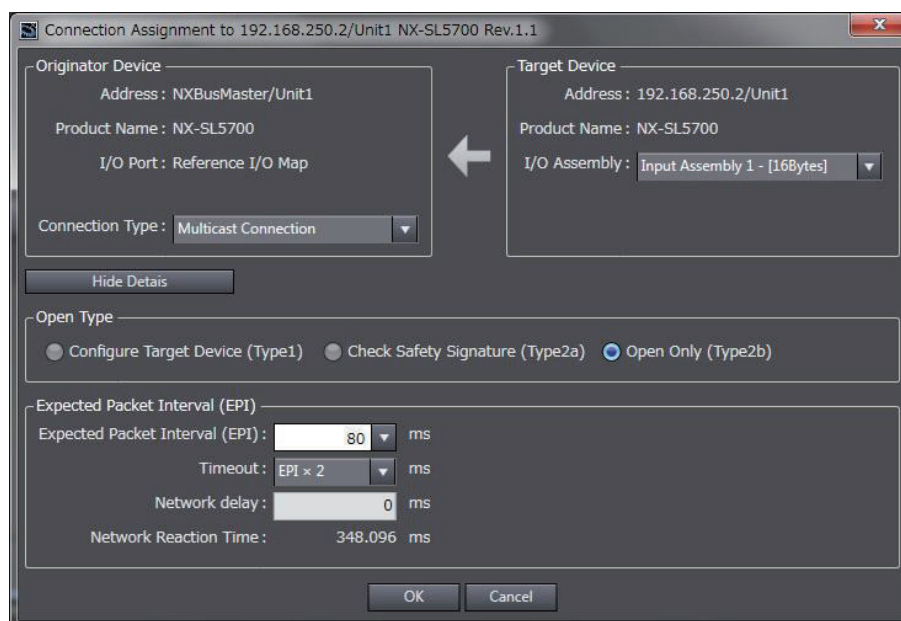 Connection Assignment to 192.168.250.2/Unit1 NX-SL5700 Rev.1.1
Originator Device
Address : NXBusMaster/Unit1
Product Name : NX-SL5700
I/O Port : Reference I/O Map
Connection Type : Multicast Connection
Target Device
Address : 192.168.250.2/Unit1
Product Name : NX-SL5700
I/O Assembly : Input Assembly 1 - [16Bytes]
Hide Detais
Open Type
Configure Target Device (Type1) Check Safety Signature (Type2a) Open Only (Type2b)
Expected Packet Interval (EPI)
Expected Packet Interval (EPI) : 80 ms
Timeout : EPI × 2 ms
Network delay : 0 ms
Network Reaction Time : 348.096 ms
OK Cancel